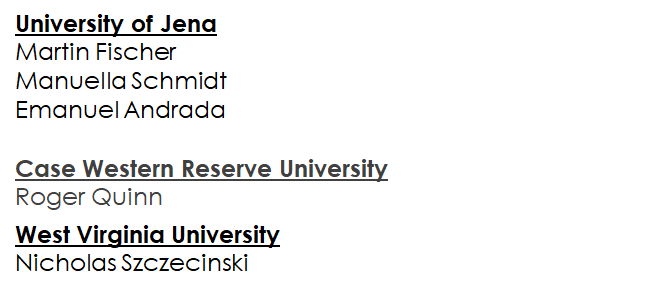 University of Jena
Martin Fischer
Manuella Schmidt
Emanuel Andrada
Case Western Reserve University
Roger Quinn
West Virginia University
Nicholas Szczecinski